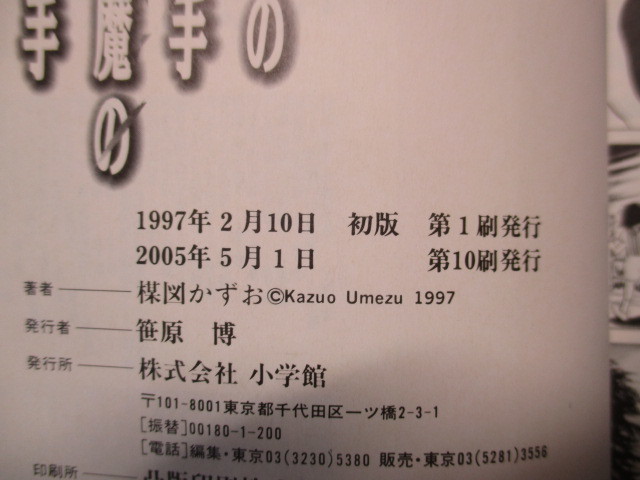 の
手
魔の
手
1997年2月10日 初版 第1刷発行
2005年5月1日 第10刷発行
著者 楳図かずお©Kazuo Umezu 1997
発行者 笹原 博
発行所 株式会社 小学館
〒101-8001東京都千代田区一ツ橋2-3-1
[振替]00180-1-200
[電話]編集・東京03(3230)5380 販売・東京03(5281)3556
印刷所